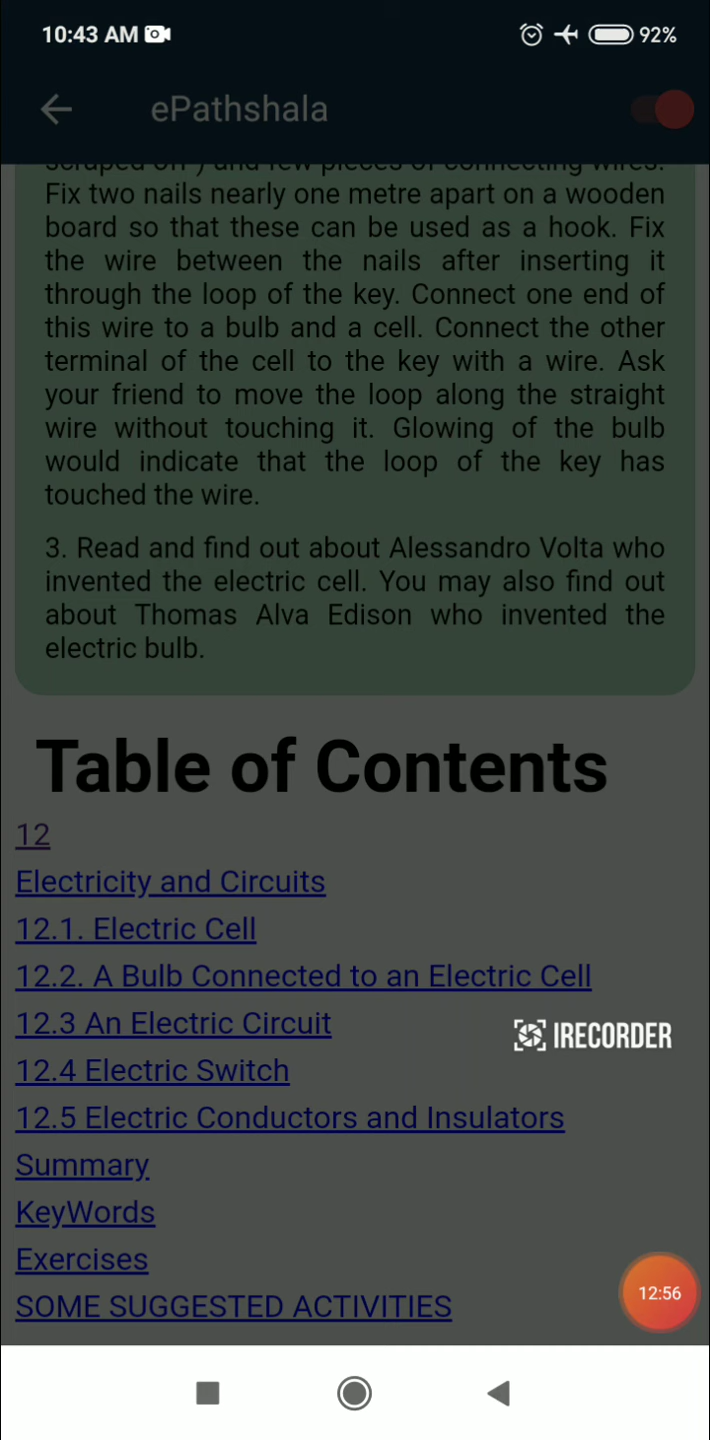 10:43 AM
92%
ePathshala
scraped off ) and few pieces of connecting wires.
Fix two nails nearly one metre apart on a wooden
board so that these can be used as a hook. Fix
the wire between the nails after inserting it
through the loop of the key. Connect one end of
this wire to a bulb and a cell. Connect the other
terminal of the cell to the key with a wire. Ask
your friend to move the loop along the straight
wire without touching it. Glowing of the bulb
would indicate that the loop of the key has
touched the wire.
3. Read and find out about Alessandro Volta who
invented the electric cell. You may also find out
about Thomas Alva Edison who invented the
electric bulb.
Table of Contents
12
Electricity and Circuits
12.1. Electric Cell
12.2. A Bulb Connected to an Electric Cell
12.3 An Electric Circuit
IRECORDER
12.4 Electric Switch
12.5 Electric Conductors and Insulators
Summary
KeyWords
Exercises
12:56
SOME SUGGESTED ACTIVITIES